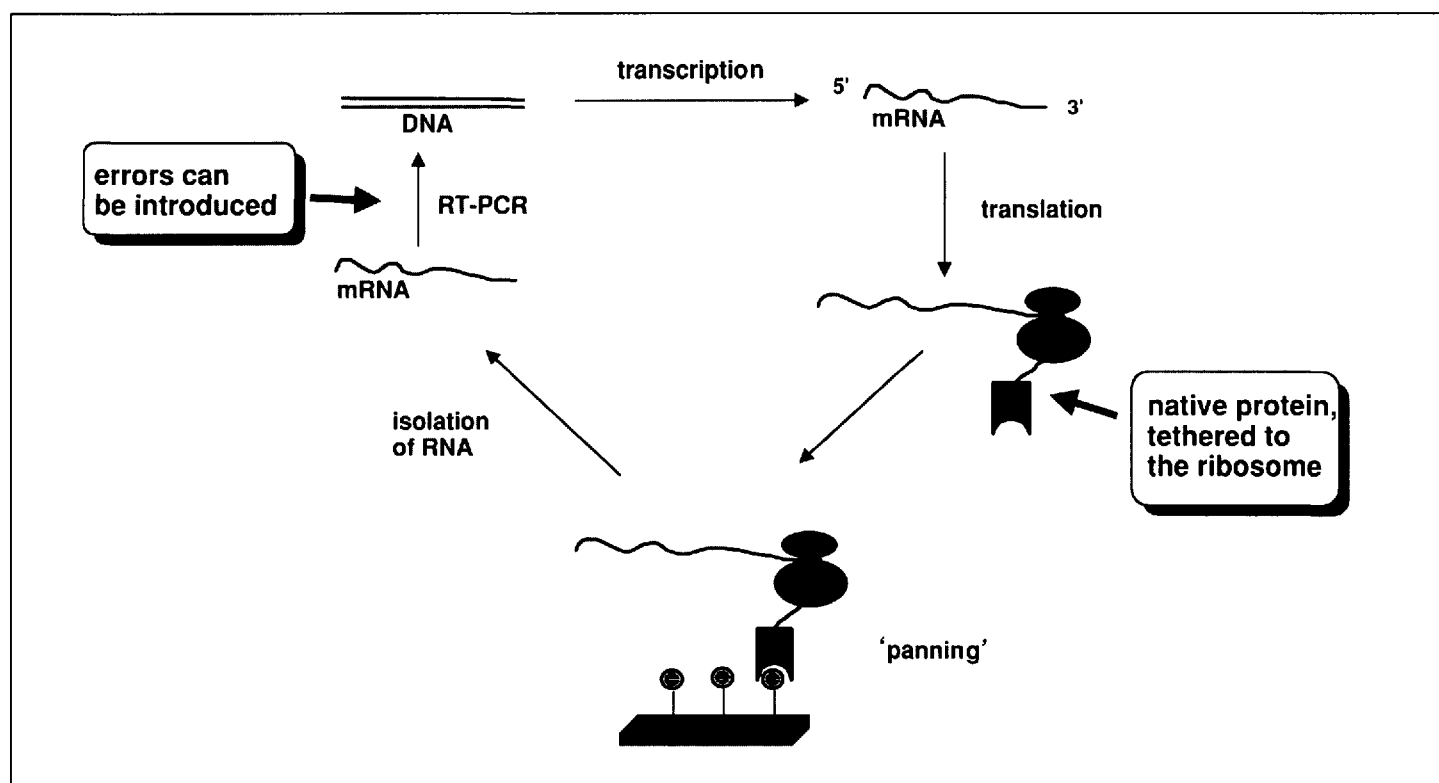 transcription
5'
mRNA
3'
DNA
errors can
be introduced
RT-PCR
mRNA
translation
native protein,
tethered to
the ribosome
isolation
of RNA
'panning'